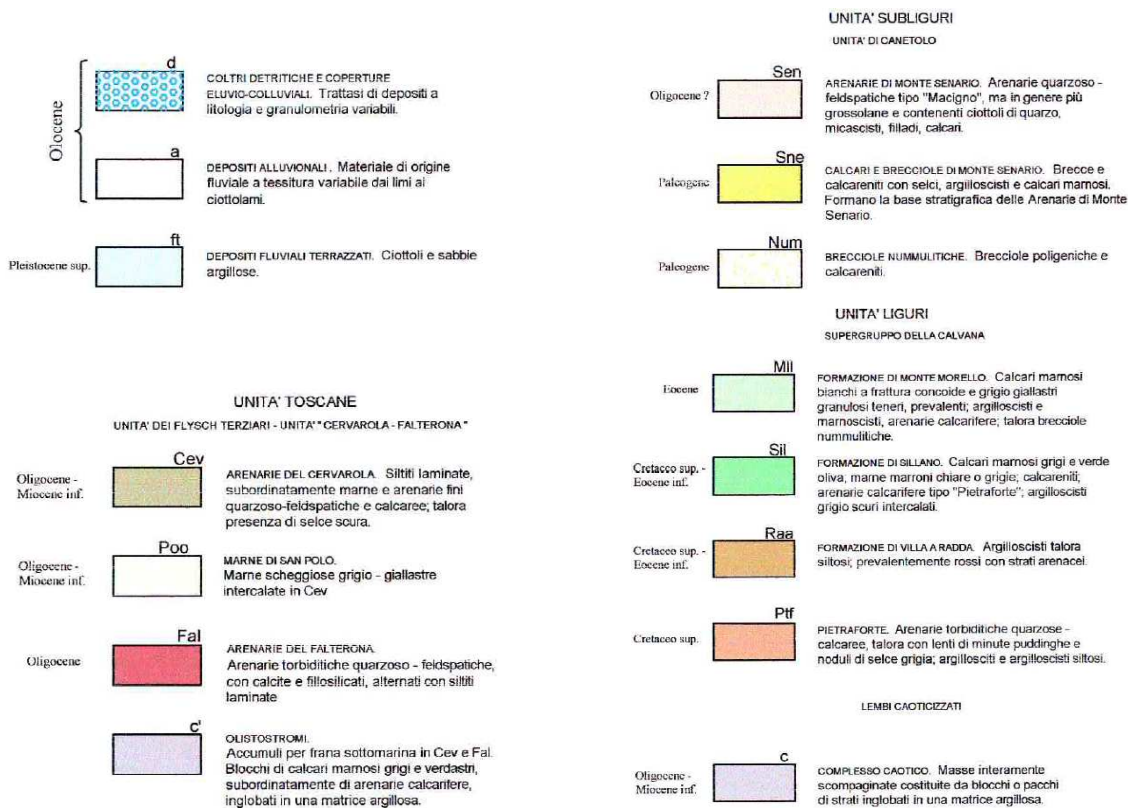 Olocene
d
COLTRI DETRITICHE E COPERTURE
ELUVIO-COLLUVIALI. Trattasi di depositi a
litologia e granulometria variabili.
a
DEPOSITI ALLUVIONALI. Materiale di origine
fluviale a tessitura variabile dai limi ai
ciottolami.
Pleistocene sup.
ft
DEPOSITI FLUVIALI TERRAZZATI. Ciottoli e sabbie
argillose.
UNITA' TOSCANE
UNITA' DEI FLYSCH TERZIARI - UNITA' "CERVAROLA - FALTERONA"
Oligocene -
Miocene inf.
Cev
ARENARIE DEL CERVAROLA. Siltiti laminate,
subordinatamente marne e arenarie fini
quarzoso-feldspatiche e calcaree; talora
presenza di selce scura.
Oligocene -
Miocene inf.
Poo
MARNE DI SAN POLO.
Marne scheggiose grigio - giallastre
intercalate in Cev
Oligocene
Fal
ARENARIE DEL FALTERONA.
Arenarie torbiditiche quarzoso - feldspatiche,
con calcite e fillosilicati, alternati con siltiti
laminate
c'
OLISTOSTROMI.
Accumuli per frana sottomarina in Cev e Fal.
Blocchi di calcari marnosi grigi e verdastri,
subordinatamente di arenarie calcarifere,
inglobati in una matrice argillosa.
UNITA' SUBLIGURI
UNITA' DI CANETOLO
Oligocene ?
Sen
ARENARIE DI MONTE SENARIO. Arenarie quarzoso -
feldspatiche tipo "Macigno", ma in genere più
grossolane e contenenti ciottoli di quarzo,
micascisti, filladi, calcari.
Paleogene
Sne
CALCARI E BRECCIOLE DI MONTE SENARIO. Brecce e
calcareniti con selci, argilloscisti e calcari marnosi.
Formano la base stratigrafica delle Arenarie di Monte
Senario.
Paleogene
Num
BRECCIOLE NUMMULITICHE. Brecciole poligeniche e
calcareniti.
UNITA' LIGURI
SUPERGRUPPO DELLA CALVANA
Eocene
Mll
FORMAZIONE DI MONTE MORELLO. Calcari marnosi
bianchi a frattura concoide e grigio giallastri
granulosi teneri, prevalenti; argilloscisti e
marnoscisti, arenarie calcarifere; talora brecciole
nummulitiche.
Cretacco sup. -
Eocene inf.
Sil
FORMAZIONE DI SILLANO. Calcari marnosi grigi e verde
oliva; marne marroni chiare o grigie; calcareniti;
arenarie calcarifere tipo "Pietraforte"; argilloscisti
grigio scuri intercalati.
Cretacco sup. -
Eocene inf.
Raa
FORMAZIONE DI VILLA A RADDA. Argilloscisti talora
siltosi; prevalentemente rossi con strati arenacei.
Cretacco sup.
Ptf
PIETRAFORTE. Arenarie torbiditiche quarzose -
calcaree, talora con lenti di minute puddinghe e
noduli di selce grigia; argillosciti e argilloscisti siltosi.
LEMBI CAOTICIZZATI
Oligocene -
Miocene inf.
c
COMPLESSO CAOTICO. Masse interamente
scompaginate costituite da blocchi o pacchi
di strati inglobati in una matrice argillosa.